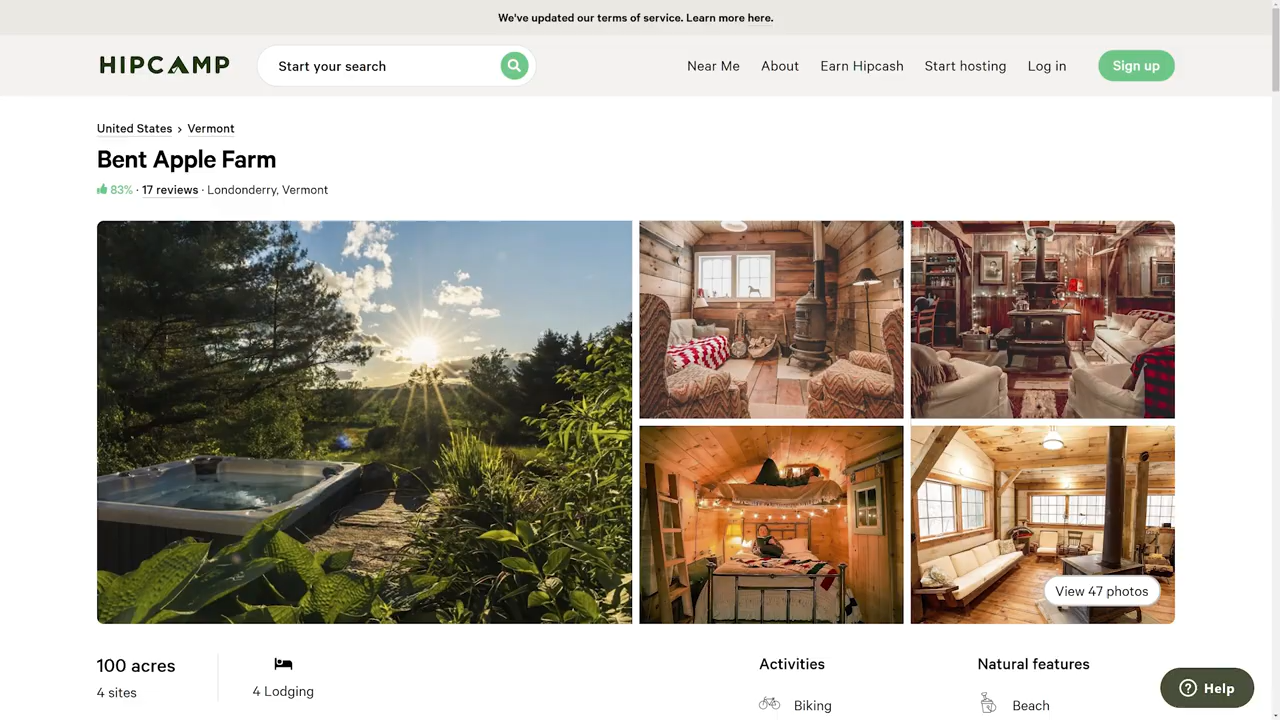 We've updated our terms of service. Learn more here.
HIPCAMP
Start your search
Near Me
About
Earn Hipcash
Start hosting
Log in
Sign up
United States › Vermont
Bent Apple Farm
83% · 17 reviews · Londonderry, Vermont
View 47 photos
100 acres
4 sites
4 Lodging
Activities
Biking
Natural features
Beach
Help